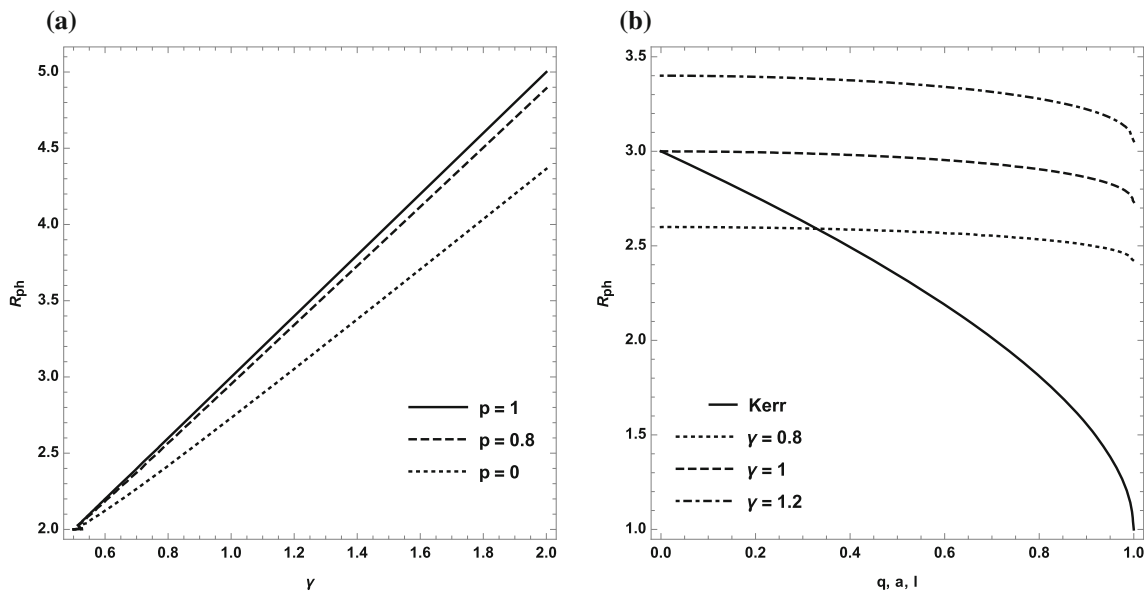 (a)
5.0
4.5
4.0
3.5
3.0
2.5
2.0
Rph
0.6 0.8 1.0 1.2 1.4 1.6 1.8 2.0
γ
p = 1
p = 0.8
p = 0
(b)
3.5
3.0
2.5
2.0
1.5
1.0
Rph
0.0 0.2 0.4 0.6 0.8 1.0
q, a, l
Kerr
γ = 0.8
γ = 1
γ = 1.2